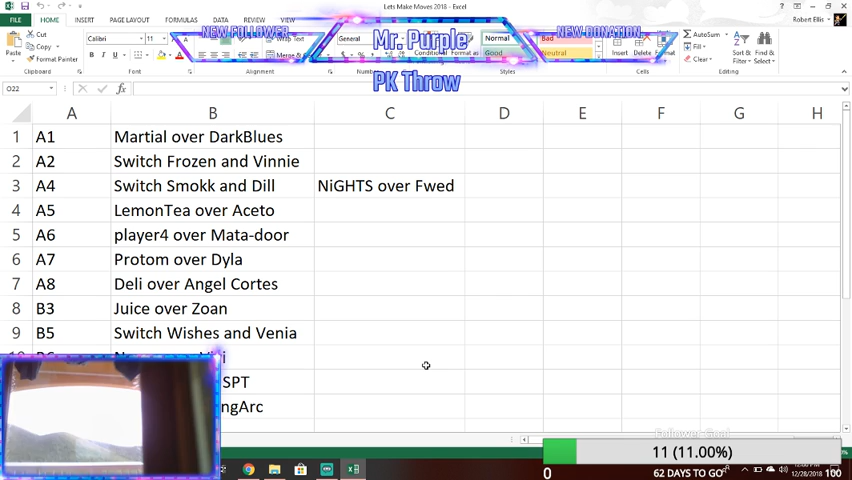 Lets Make Moves 2018 - Excel
Robert Ellis
FILE HOME INSERT PAGE LAYOUT FORMULAS DATA REVIEW
NEW FOLLOWER
Mr. Purple
PK Throw
NEW DONATION
Cut
Copy
Format Painter
Paste
Clipboard
Calibri
Font
Wrap Text
Merge
Alignment
General
Normal
Bad
Good
Neutral
Styles
Cells
AutoSum
Fill
Clear
Sort &
Filter
Find &
Select
Editing
O22
A B C D E F G H
1 A1 Martial over DarkBlues
2 A2 Switch Frozen and Vinnie
3 A4 Switch Smokk and Dill NiGHTS over Fwed
4 A5 LemonTea over Aceto
5 A6 player4 over Mata-door
6 A7 Protom over Dyla
7 A8 Deli over Angel Cortes
8 B3 Juice over Zoan
9 B5 Switch Wishes and Venia
SPT
ngArc
Follower Goal
11 (11.00%)
0 62 DAYS TO GO 100
12/28/2018